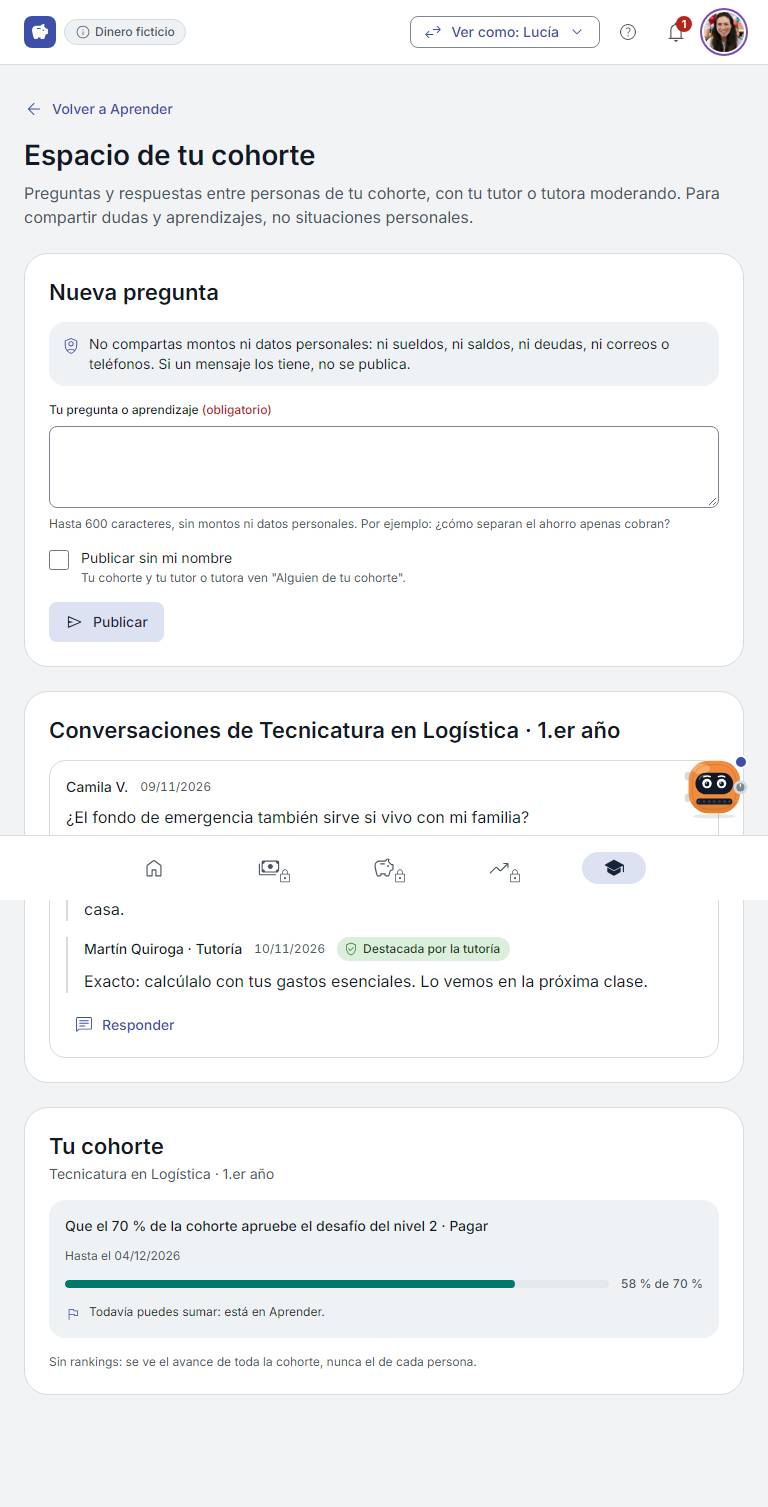 Dinero ficticio
Ver como: Lucía
1
Volver a Aprender
Espacio de tu cohorte
Preguntas y respuestas entre personas de tu cohorte, con tu tutor o tutora moderando. Para
compartir dudas y aprendizajes, no situaciones personales.
Nueva pregunta
No compartas montos ni datos personales: ni sueldos, ni saldos, ni deudas, ni correos o
teléfonos. Si un mensaje los tiene, no se publica.
Tu pregunta o aprendizaje (obligatorio)
Hasta 600 caracteres, sin montos ni datos personales. Por ejemplo: ¿cómo separan el ahorro apenas cobran?
Publicar sin mi nombre
Tu cohorte y tu tutor o tutora ven "Alguien de tu cohorte".
Publicar
Conversaciones de Tecnicatura en Logística · 1.er año
Camila V. 09/11/2026
¿El fondo de emergencia también sirve si vivo con mi familia?
casa.
Martín Quiroga · Tutoría 10/11/2026 Destacada por la tutoría
Exacto: calcúlalo con tus gastos esenciales. Lo vemos en la próxima clase.
Responder
Tu cohorte
Tecnicatura en Logística · 1.er año
Que el 70 % de la cohorte apruebe el desafío del nivel 2 · Pagar
Hasta el 04/12/2026
58 % de 70 %
Todavía puedes sumar: está en Aprender.
Sin rankings: se ve el avance de toda la cohorte, nunca el de cada persona.